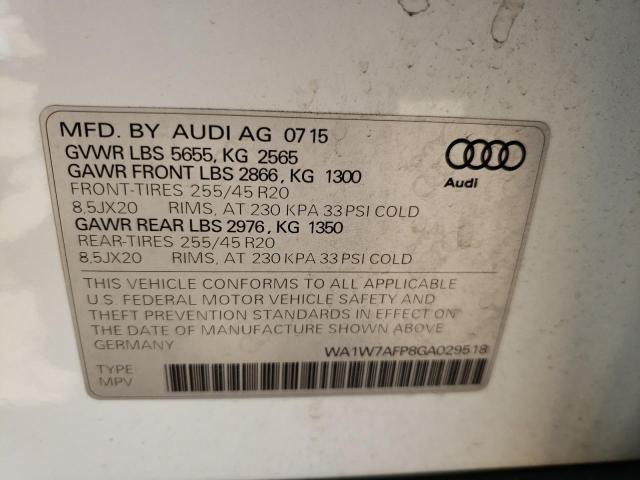 MFD. BY AUDI AG 07 15
GVWR LBS 5655, KG 2565
GAWR FRONT LBS 2866, KG 1300
FRONT-TIRES 255/45 R20
8,5JX20 RIMS, AT 230 KPA 33 PSI COLD
GAWR REAR LBS 2976, KG 1350
REAR-TIRES 255/45 R20
8,5JX20 RIMS, AT 230 KPA 33 PSI COLD
Audi
THIS VEHICLE CONFORMS TO ALL APPLICABLE
U.S. FEDERAL MOTOR VEHICLE SAFETY AND
THEFT PREVENTION STANDARDS IN EFFECT ON
THE DATE OF MANUFACTURE SHOWN ABOVE.
WA1W7AFP8GA029518
TYPE
MPV